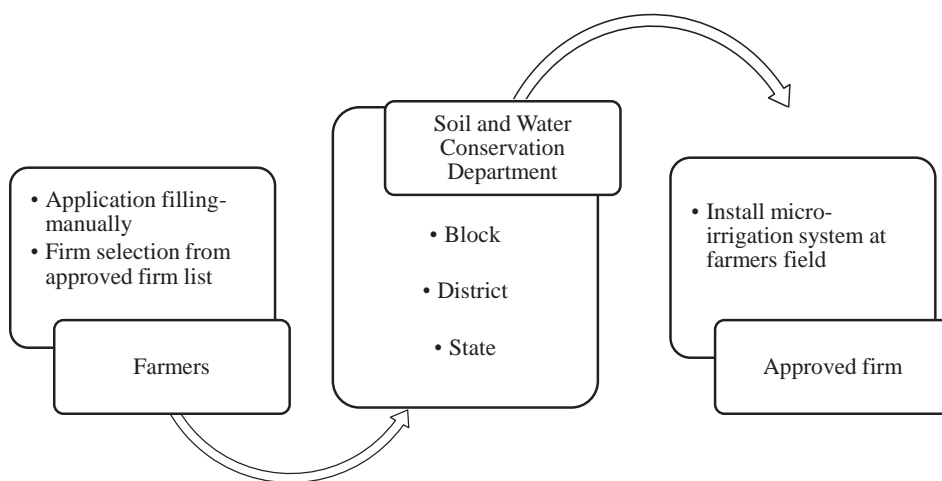 • Application filling-
manually
• Firm selection from
approved firm list
Farmers
Soil and Water
Conservation
Department
• Block
• District
• State
• Install micro-
irrigation system at
farmers field
Approved firm